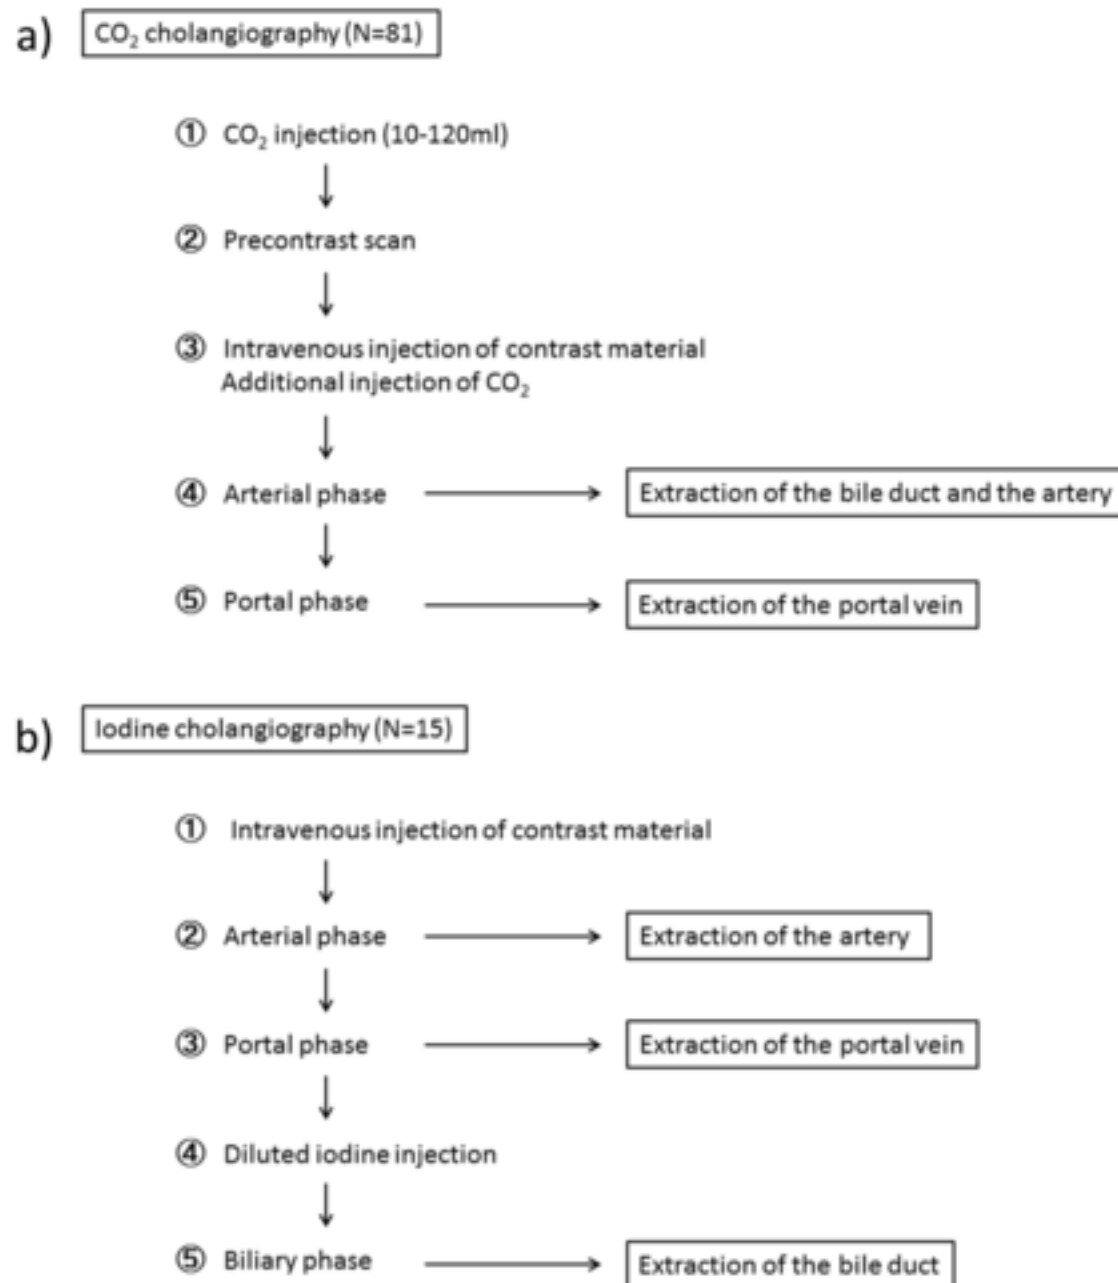 a) CO₂ cholangiography (N=81)
① CO₂ injection (10-120ml)
② Precontrast scan
③ Intravenous injection of contrast material
Additional injection of CO₂
④ Arterial phase Extraction of the bile duct and the artery
⑤ Portal phase Extraction of the portal vein
b) Iodine cholangiography (N=15)
① Intravenous injection of contrast material
② Arterial phase Extraction of the artery
③ Portal phase Extraction of the portal vein
④ Diluted iodine injection
⑤ Biliary phase Extraction of the bile duct